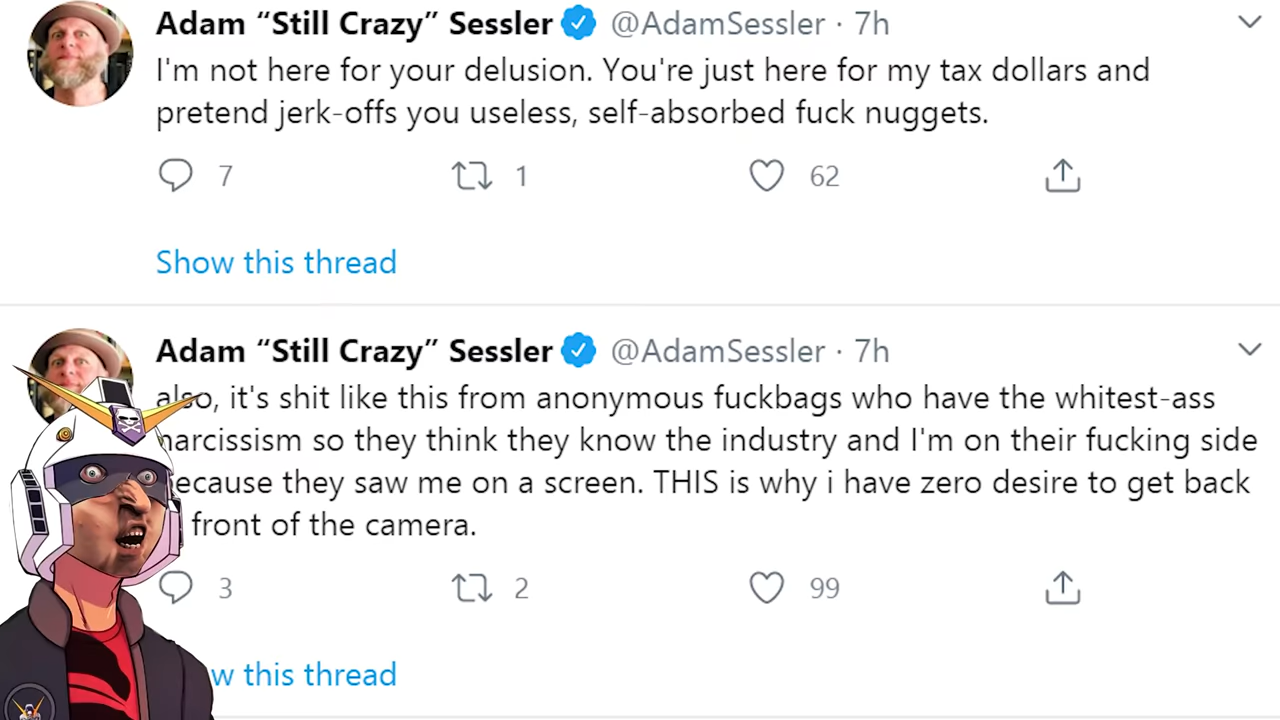 Adam “Still Crazy” Sessler @AdamSessler · 7h
I'm not here for your delusion. You're just here for my tax dollars and
pretend jerk-offs you useless, self-absorbed fuck nuggets.
7 1 62
Show this thread
Adam “Still Crazy” Sessler @AdamSessler · 7h
also, it's shit like this from anonymous fuckbags who have the whitest-ass
narcissism so they think they know the industry and I'm on their fucking side
because they saw me on a screen. THIS is why i have zero desire to get back
front of the camera.
3 2 99
this thread